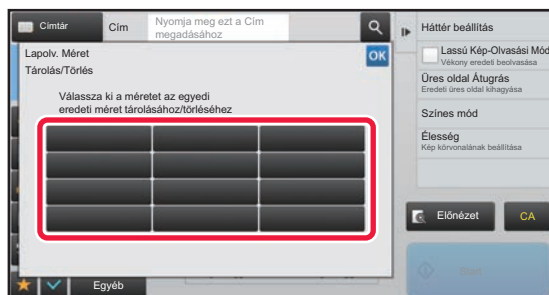 Címtár
Cím
Nyomja meg ezt a Cím
megadásához
Lapolv. Méret
Tárolás/Törlés
OK
Válassza ki a méretet az egyedi
eredeti méret tárolásához/törléséhez
Egyéb
Háttér beállítás
Lassú Kép-Olvasási Mód
Vékony eredeti beolvasása
Üres oldal Átugrás
Eredeti üres oldal kihagyása
Színes mód
Élesség
Kép körvonalának beállítása
Előnézet
CA
Start